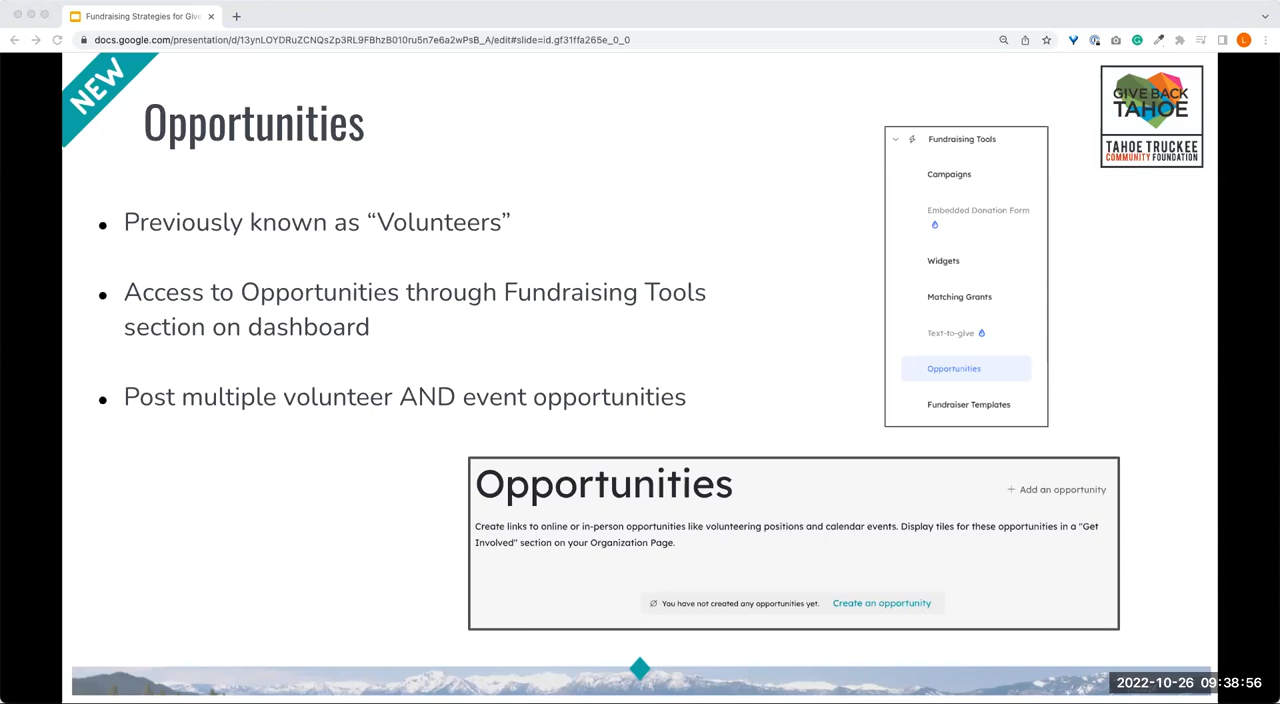 Fundraising Strategies for Give
docs.google.com/presentation/d/13ynLOYDRuZCNQsZp3RL9FBhzB010ru5n7e6a2wPsB_A/edit#slide=id.gf31ffa265e_0_0
L
NEW
Opportunities
GIVE BACK
TAHOE
TAHOE TRUCKEE
COMMUNITY FOUNDATION
Previously known as “Volunteers”
Access to Opportunities through Fundraising Tools
section on dashboard
Post multiple volunteer AND event opportunities
Fundraising Tools
Campaigns
Embedded Donation Form
Widgets
Matching Grants
Text-to-give
Opportunities
Fundraiser Templates
Opportunities
+ Add an opportunity
Create links to online or in-person opportunities like volunteering positions and calendar events. Display tiles for these opportunities in a "Get
Involved" section on your Organization Page.
You have not created any opportunities yet. Create an opportunity
2022-10-26 09:38:56